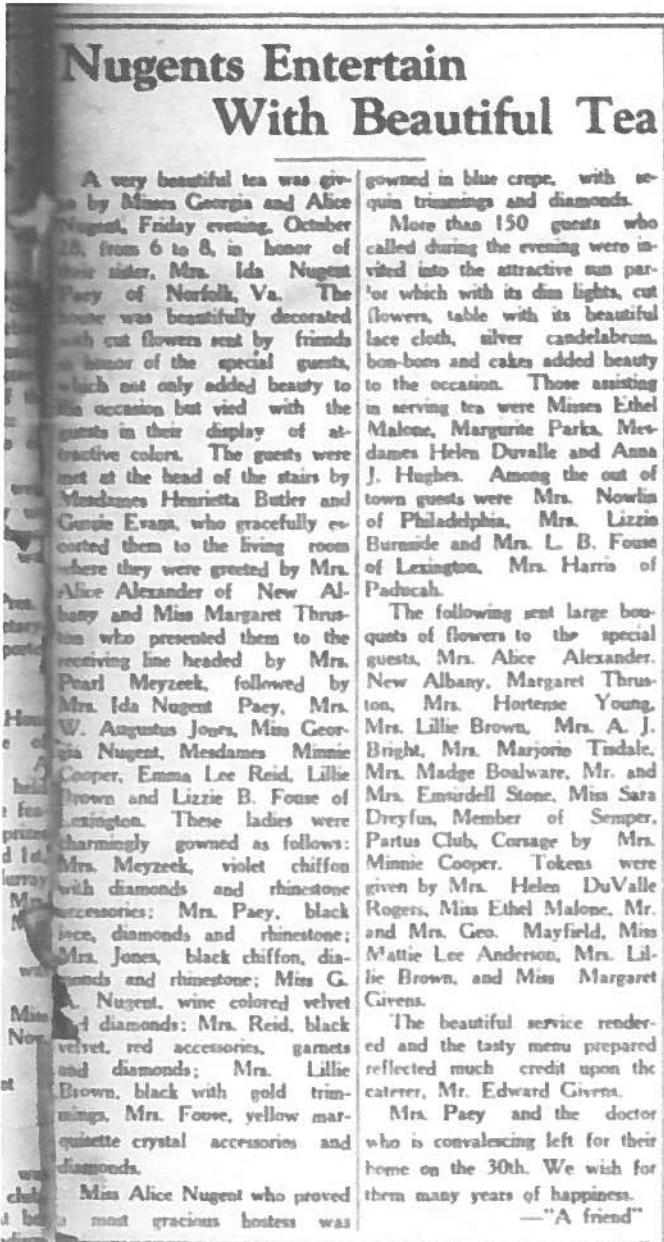 Nugents Entertain
With Beautiful Tea
A very beautiful tea was giv-
by Misses Georgia and Alice
Nugent, Friday evening, October
28, from 6 to 8, in honor of
their sister, Mrs. Ida Nugent
Paey of Norfolk, Va. The
house was beautifully decorated
with cut flowers sent by friends
honor of the special guests,
which not only added beauty to
the occasion but vied with the
guests in their display of at-
tractive colors. The guests were
met at the head of the stairs by
Mesdames Henrietta Butler and
Gussie Evans, who gracefully es-
corted them to the living room
where they were greeted by Mrs.
Alice Alexander of New Al-
bany and Miss Margaret Thrus-
ton who presented them to the
receiving line headed by Mrs.
Pearl Meyzeek, followed by
Mrs. Ida Nugent Paey, Mrs.
W. Augustus Jones, Miss Geor-
gia Nugent, Mesdames Minnie
Cooper, Emma Lee Reid, Lillie
Brown and Lizzie B. Fouse of
Lexington. These ladies were
charmingly gowned as follows:
Mrs. Meyzeek, violet chiffon
with diamonds and rhinestone
accessories; Mrs. Paey, black
lace, diamonds and rhinestone;
Mrs. Jones, black chiffon, dia-
monds and rhinestone; Miss G.
Nugent, wine colored velvet
diamonds; Mrs. Reid, black
velvet, red accessories, garnets
and diamonds; Mrs. Lillie
Brown, black with gold trim-
mings, Mrs. Fouse, yellow mar-
quisette crystal accessories and
diamonds.
Miss Alice Nugent who proved
a most gracious hostess was
gowned in blue crepe, with se-
quin trimmings and diamonds.
More than 150 guests who
called during the evening were in-
vited into the attractive sun par-
'or which with its dim lights, cut
flowers, table with its beautiful
lace cloth, silver candelabrum,
bon-bons and cakes added beauty
to the occasion. Those assisting
in serving tea were Misses Ethel
Malone, Margurite Parks, Mes-
dames Helen Duvalle and Anna
J. Hughes. Among the out of
town guests were Mrs. Nowlin
of Philadelphia, Mrs. Lizzie
Burnside and Mrs. L. B. Fouse
of Lexington, Mrs. Harris of
Paducah.
The following sent large bou-
quets of flowers to the special
guests, Mrs. Alice Alexander,
New Albany, Margaret Thrus-
ton, Mrs. Hortense Young,
Mrs. Lillie Brown, Mrs. A. J.
Bright, Mrs. Marjorie Tisdale,
Mrs. Madge Boalware, Mr. and
Mrs. Emsirdell Stone, Miss Sara
Dreyfus, Member of Semper,
Partus Club, Corsage by Mrs.
Minnie Cooper. Tokens were
given by Mrs. Helen DuValle
Rogers, Miss Ethel Malone, Mr.
and Mrs. Geo. Mayfield, Miss
Mattie Lee Anderson, Mrs. Lil-
lie Brown, and Miss Margaret
Givens.
The beautiful service render-
ed and the tasty menu prepared
reflected much credit upon the
caterer, Mr. Edward Givens.
Mrs. Paey and the doctor
who is convalescing left for their
home on the 30th. We wish for
them many years of happiness.
—"A friend"